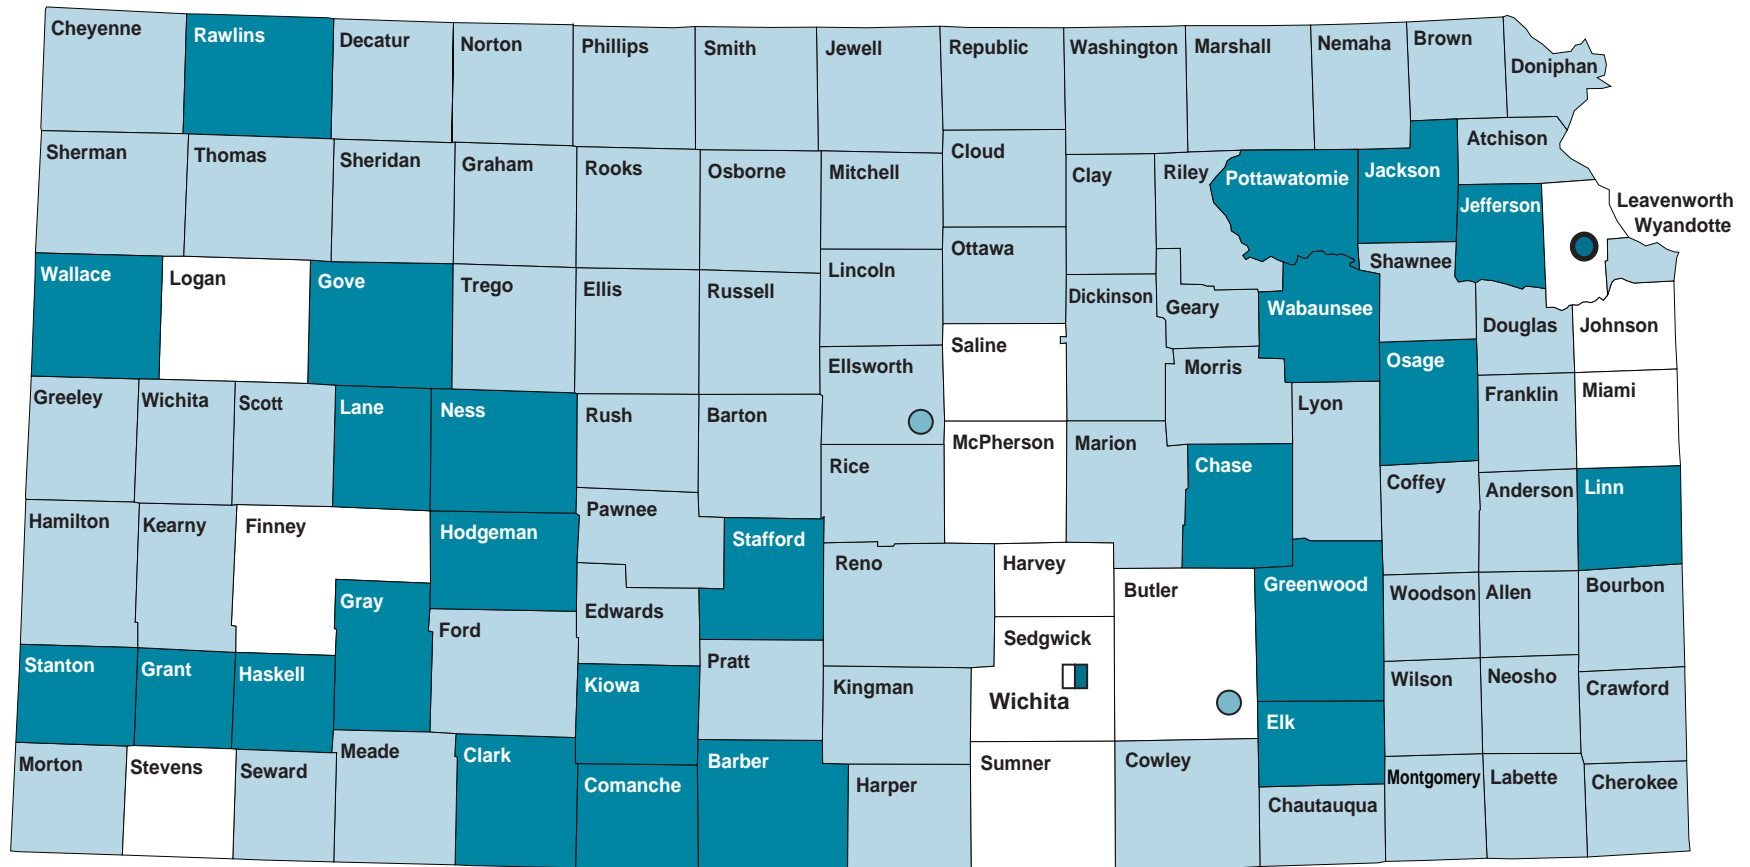 Cheyenne
Rawlins
Decatur
Norton
Phillips
Smith
Jewell
Republic
Washington
Marshall
Nemaha
Brown
Doniphan
Sherman
Thomas
Sheridan
Graham
Rooks
Osborne
Mitchell
Cloud
Clay
Riley
Pottawatomie
Jackson
Atchison
Jefferson
Leavenworth
Wyandotte
Wallace
Logan
Gove
Trego
Ellis
Russell
Lincoln
Ottawa
Dickinson
Geary
Wabaunsee
Shawnee
Douglas
Johnson
Greeley
Wichita
Scott
Lane
Ness
Rush
Barton
Ellsworth
Saline
Morris
Lyon
Osage
Franklin
Miami
Rice
McPherson
Marion
Chase
Coffey
Anderson
Linn
Hamilton
Kearny
Finney
Hodgeman
Pawnee
Stafford
Reno
Harvey
Butler
Greenwood
Woodson
Allen
Bourbon
Gray
Ford
Edwards
Sedgwick
Wichita
Stanton
Grant
Haskell
Kiowa
Pratt
Kingman
Elk
Wilson
Neosho
Crawford
Morton
Stevens
Seward
Meade
Clark
Comanche
Barber
Harper
Sumner
Cowley
Chautauqua
Montgomery
Labette
Cherokee